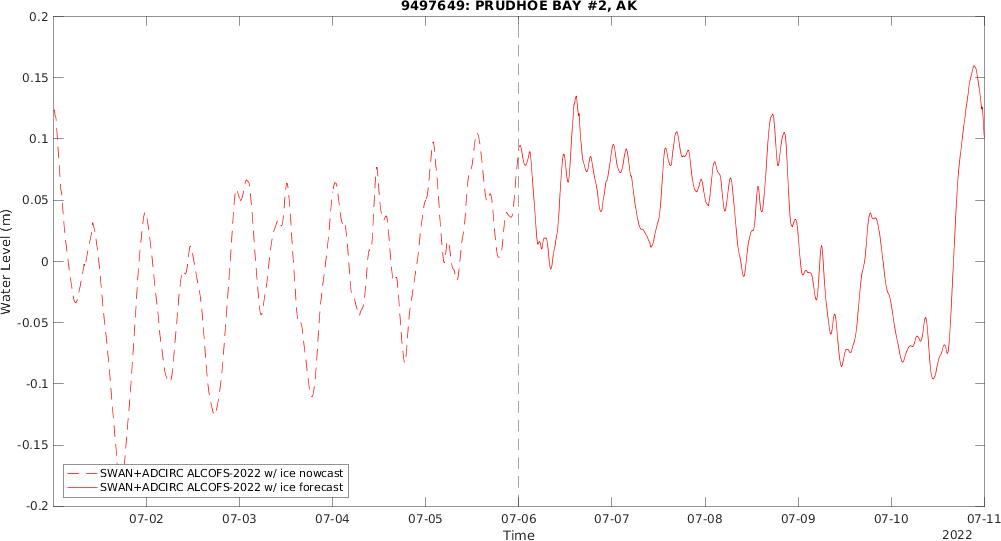 9497649: PRUDHOE BAY #2, AK
Water Level (m)
0.2
0.15
0.1
0.05
0
-0.05
-0.1
-0.15
-0.2
SWAN+ADCIRC ALCOFS-2022 w/ ice nowcast
SWAN+ADCIRC ALCOFS-2022 w/ ice forecast
07-02 07-03 07-04 07-05 07-06 07-07 07-08 07-09 07-10 07-11
Time
2022